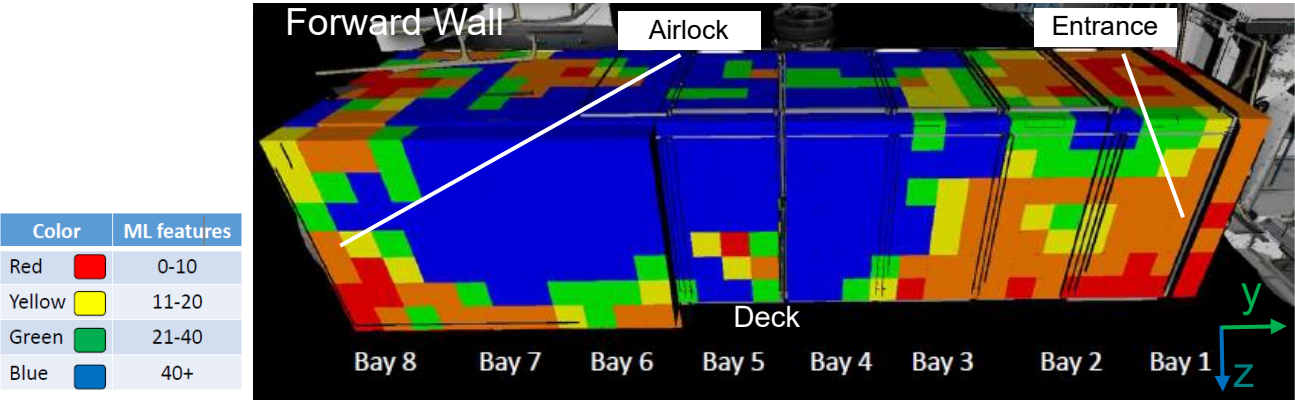 Forward Wall
Airlock
Entrance
Color ML features
Red 0-10
Yellow 11-20
Green 21-40
Blue 40+
Deck
Bay 8 Bay 7 Bay 6 Bay 5 Bay 4 Bay 3 Bay 2 Bay 1
y
z